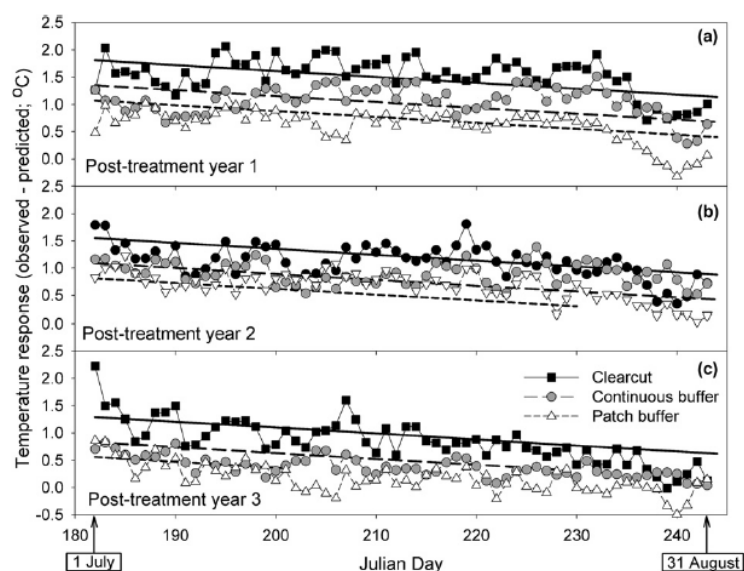 Temperature response (observed - predicted; °C)
2.5
2.0
1.5
1.0
0.5
0.0
(a)
Post-treatment year 1
2.0
1.5
1.0
0.5
0.0
(b)
Post-treatment year 2
2.5
2.0
1.5
1.0
0.5
0.0
-0.5
(c)
Clearcut
Continuous buffer
Patch buffer
Post-treatment year 3
180 190 200 210 220 230 240
1 July
Julian Day
31 August